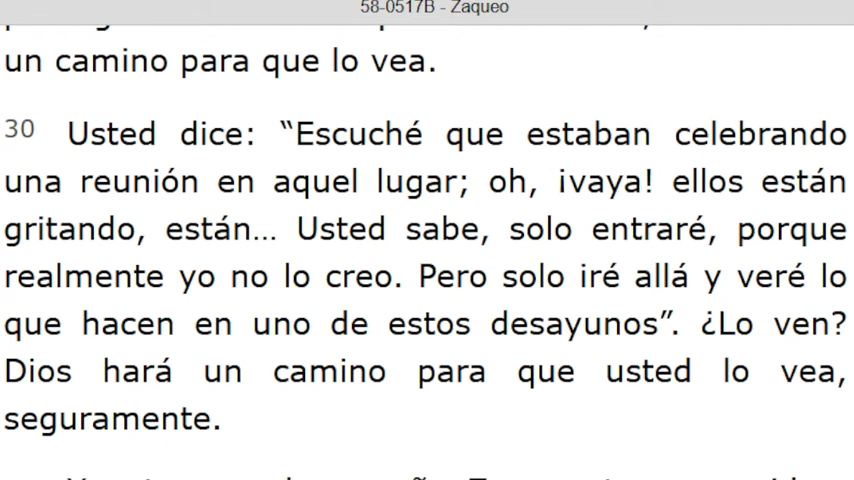 58-0517B - Zaqueo
un camino para que lo vea.
30 Usted dice: “Escuché que estaban celebrando
una reunión en aquel lugar; oh, ¡vaya! ellos están
gritando, están… Usted sabe, solo entraré, porque
realmente yo no lo creo. Pero solo iré allá y veré lo
que hacen en uno de estos desayunos”. ¿Lo ven?
Dios hará un camino para que usted lo vea,
seguramente.